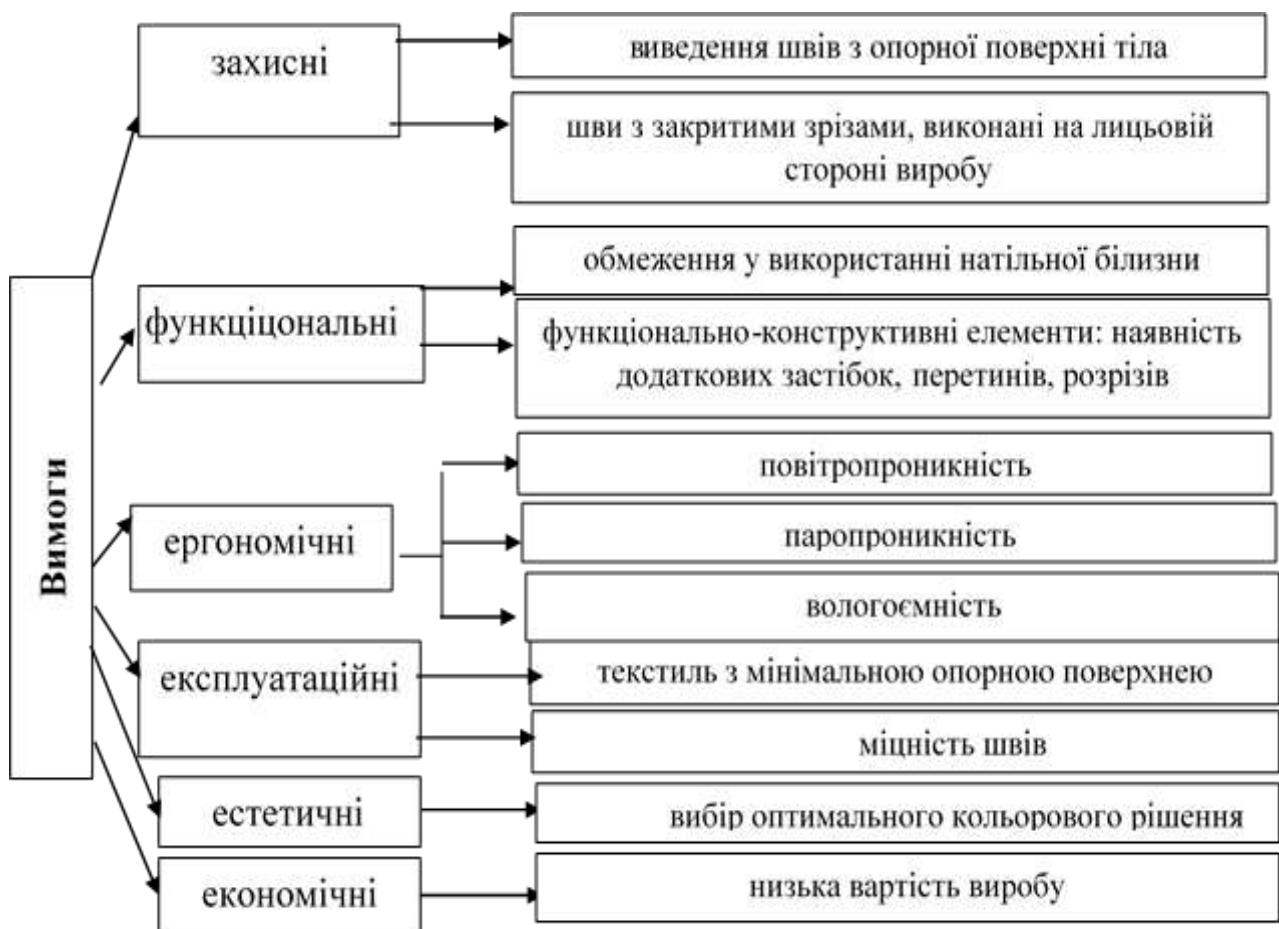 захисні
виведення швів з опорної поверхні тіла
шви з закритими зрізами, виконані на лицьовій
стороні виробу
Вимоги
функціцональні
обмеження у використанні натільної білизни
функціонально-конструктивні елементи: наявність
додаткових застібок, перетинів, розрізів
ергономічні
повітропроникність
паропроникність
вологоємність
експлуатаційні
текстиль з мінімальною опорною поверхнею
міцність швів
естетичні
вибір оптимального кольорового рішення
економічні
низька вартість виробу